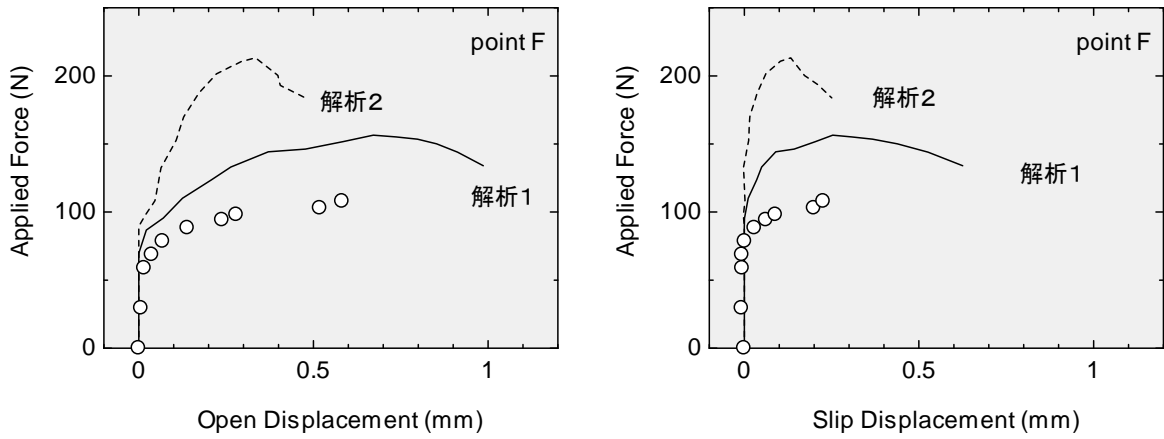 point F
200
解析2
Applied Force (N)
100
解析1
0
0
0.5
1
Open Displacement (mm)
point F
200
解析2
Applied Force (N)
解析1
100
0
0
0.5
1
Slip Displacement (mm)